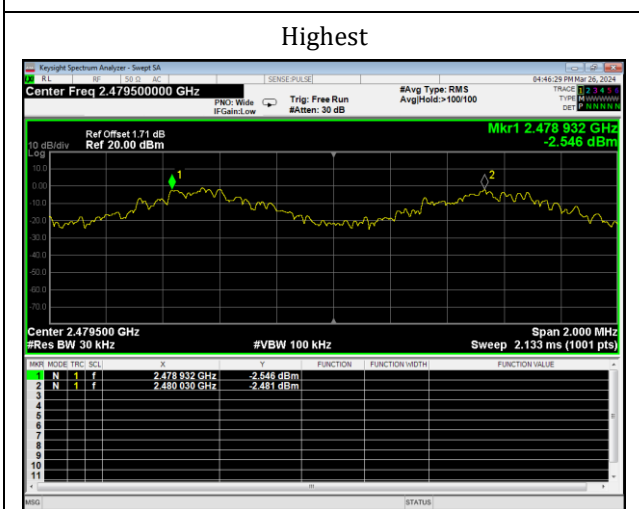 Highest
Keysight Spectrum Analyzer - Swept SA
RL RF 50 Ω AC SENSE:PULSE 04:46:29 PM Mar 26, 2024
Center Freq 2.479500000 GHz #Avg Type: RMS TRACE 1 2 3 4 5 6
PNO: Wide Trig: Free Run Avg|Hold:>100/100 TYPE M WWWWW
IFGain:Low #Atten: 30 dB DET P N N N N N
Ref Offset 1.71 dB Mkr1 2.478 932 GHz
10 dB/div Ref 20.00 dBm -2.546 dBm
Log
10.0
1 2
0.00
-10.0
-20.0
-30.0
-40.0
-50.0
-60.0
-70.0
Center 2.479500 GHz Span 2.000 MHz
#Res BW 30 kHz #VBW 100 kHz Sweep 2.133 ms (1001 pts)
MKR MODE TRC SCL X Y FUNCTION FUNCTION WIDTH FUNCTION VALUE
1 N 1 f 2.478 932 GHz -2.546 dBm
2 N 1 f 2.480 030 GHz -2.481 dBm
3
4
5
6
7
8
9
10
11
MSG STATUS